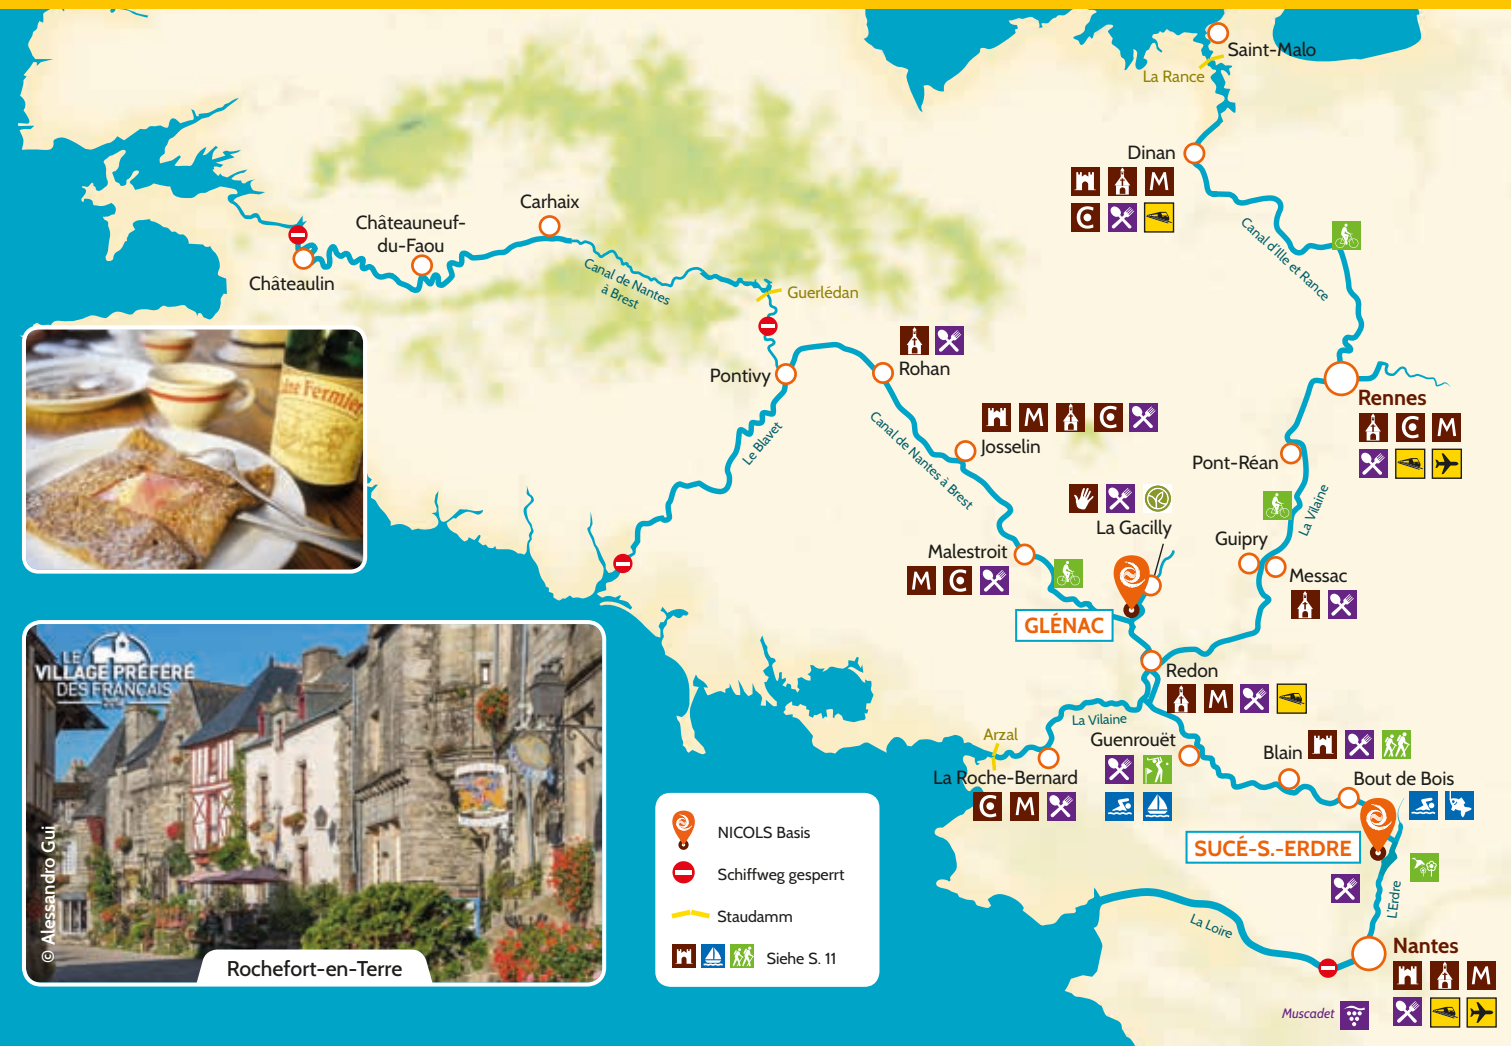 Saint-Malo
La Rance
Dinan
M
C
Canal d'Ille et Rance
Carhaix
Châteauneuf-
du-Faou
Châteaulin
Canal de Nantes
à Brest
Guerlédan
Pontivy
Rohan
Le Blavet
Canal de Nantes à Brest
M
C
Josselin
Rennes
C
M
Pont-Réan
La Vilaine
La Gacilly
Guipry
Messac
Malestroit
M
C
GLÉNAC
Redon
M
La Vilaine
Arzal
Guenrouët
La Roche-Bernard
C
M
Blain
Bout de Bois
SUCÉ-S.-ERDRE
L'Erdre
La Loire
Nantes
M
Muscadet
NICOLS Basis
Schiffweg gesperrt
Staudamm
Siehe S. 11
LE
VILLAGE PRÉFÉRÉ
DES FRANÇAIS
© Alessandro Gui
Rochefort-en-Terre